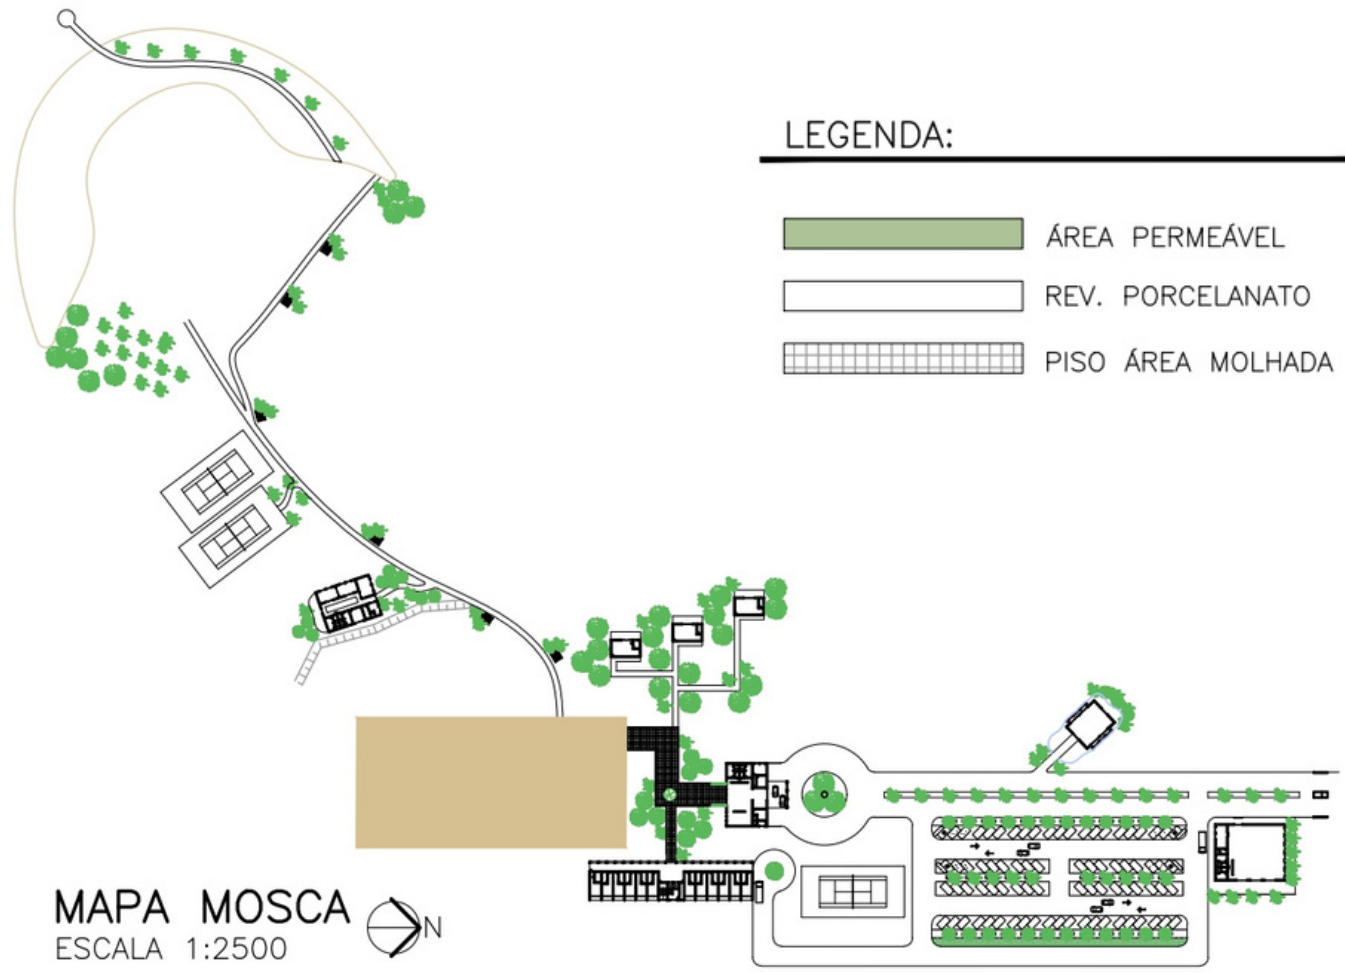 LEGENDA:
ÁREA PERMEÁVEL
REV. PORCELANATO
PISO ÁREA MOLHADA
MAPA MOSCA
ESCALA 1:2500
N